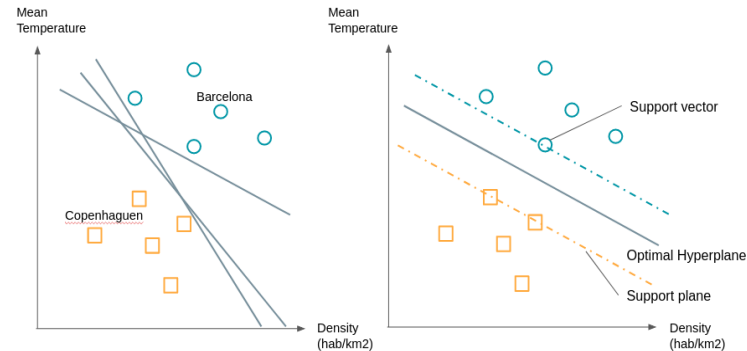 Mean
Temperature
Barcelona
Copenhaguen
Density
(hab/km2)
Mean
Temperature
Support vector
Optimal Hyperplane
Support plane
Density
(hab/km2)